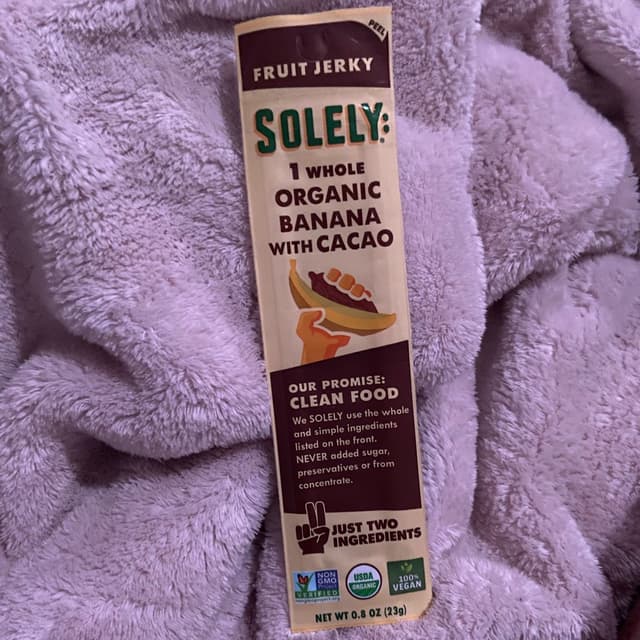 PEEL
FRUIT JERKY
SOLELY:
1 WHOLE
ORGANIC
BANANA
WITH CACAO
OUR PROMISE:
CLEAN FOOD
We SOLELY use the whole
and simple ingredients
listed on the front.
NEVER added sugar,
preservatives or from
concentrate.
JUST TWO
INGREDIENTS
NON
GMO
VERIFIED
USDA
ORGANIC
100%
VEGAN
NET WT 0.8 OZ (23g)